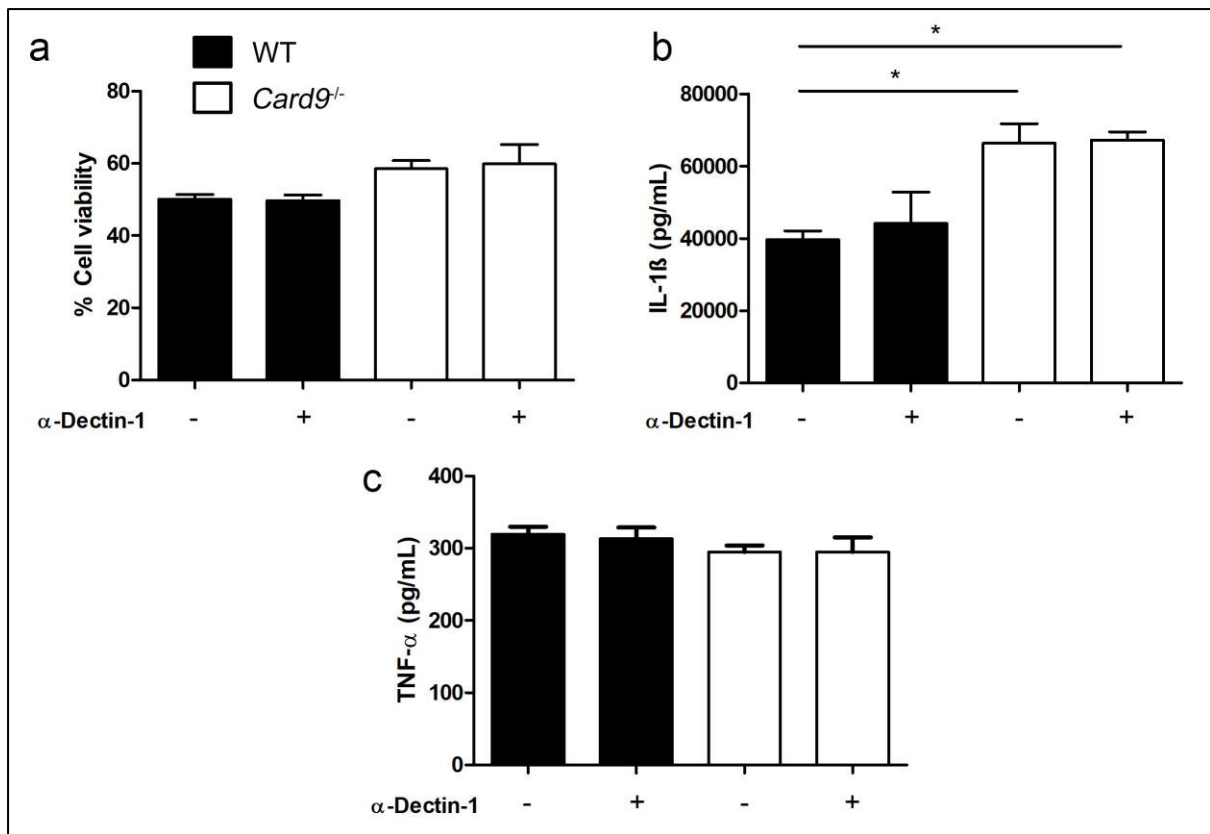 a
WT
Card9-/-
80
60
40
20
0
% Cell viability
α-Dectin-1 - + - +
b
*
*
80000
60000
40000
20000
0
IL-1ß (pg/mL)
α-Dectin-1 - + - +
c
400
300
200
100
0
TNF-α (pg/mL)
α-Dectin-1 - + - +